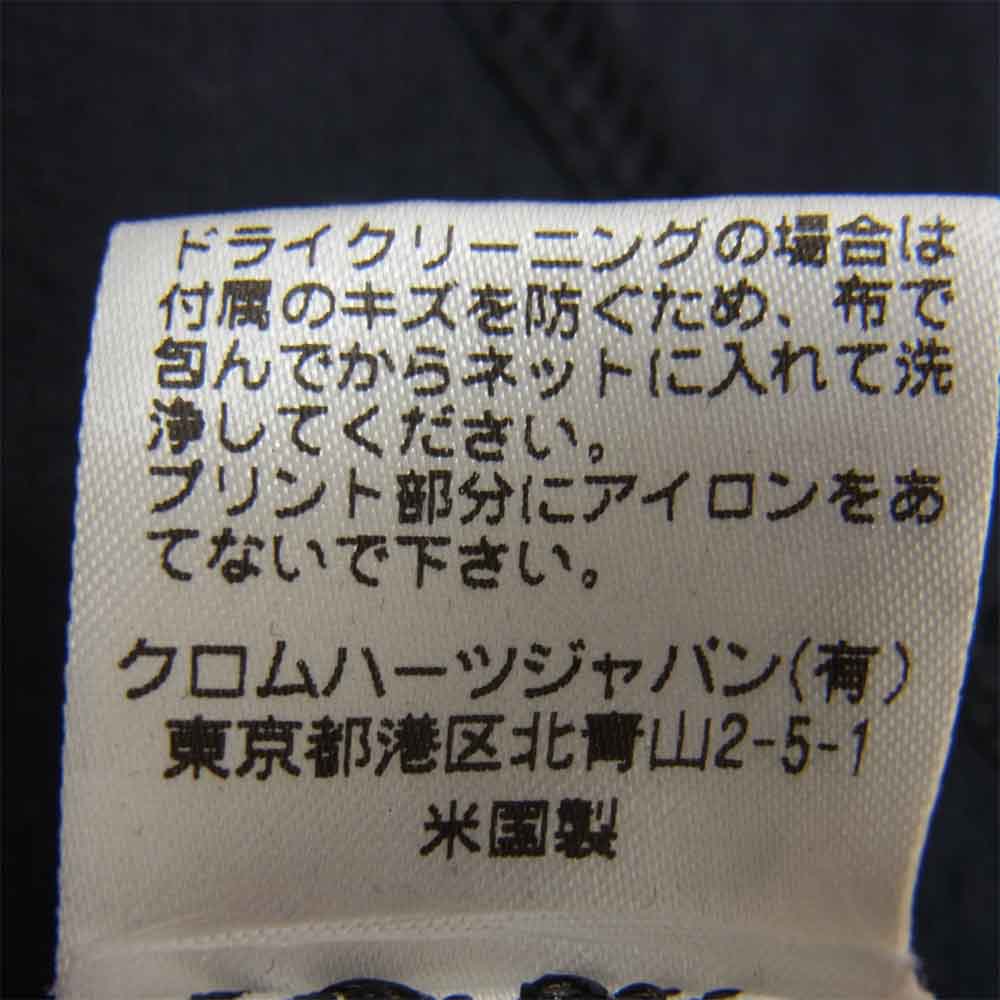 ドライクリーニングの場合は
付属のキズを防ぐため、布で
包んでからネットに入れて洗
浄してください。
プリント部分にアイロンをあ
てないで下さい。
クロムハーツジャパン(有)
東京都港区北青山2-5-1
米国製